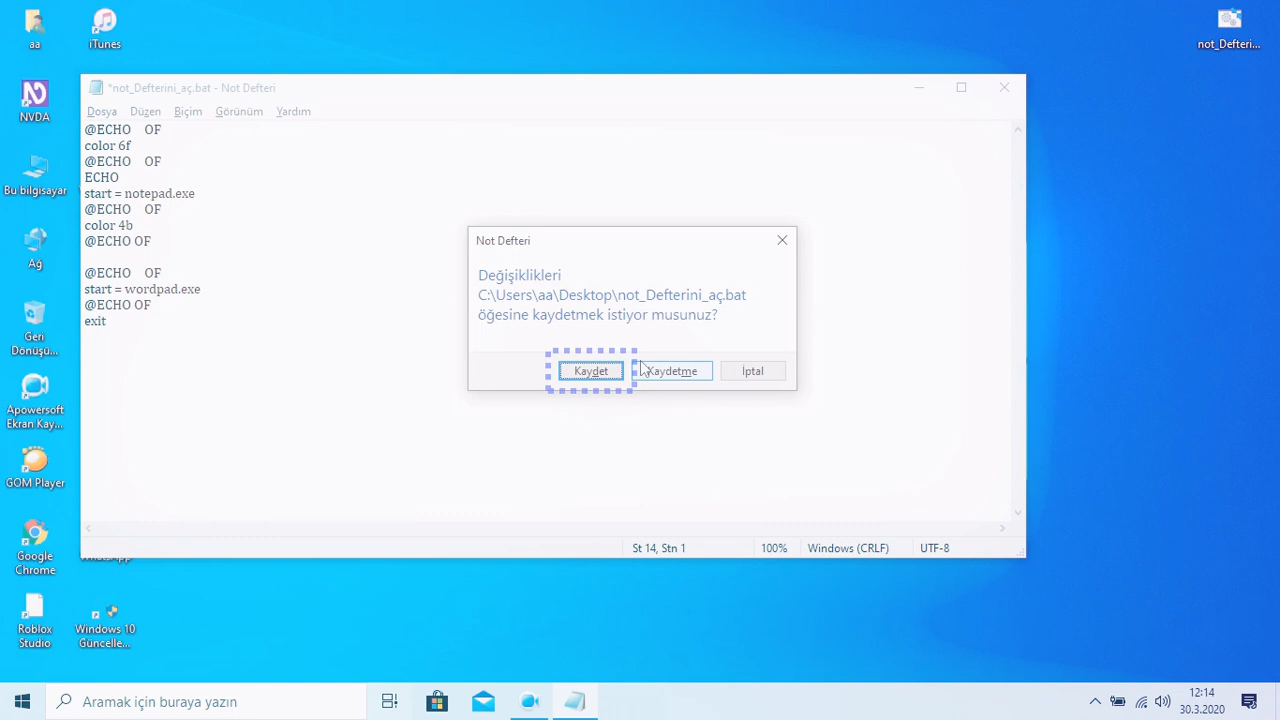 aa
iTunes
not_Defteri...
NVDA
Bu bilgisayar
Ağ
Geri
Dönüşü...
Apowersoft
Ekran Kay...
GOM Player
Google
Chrome
WhatsApp
Roblox
Studio
Windows 10
Güncelle...
*not_Defterini_aç.bat - Not Defteri
Dosya Düzen Biçim Görünüm Yardım
@ECHO OF
color 6f
@ECHO OF
ECHO
start = notepad.exe
@ECHO OF
color 4b
@ECHO OF
@ECHO OF
start = wordpad.exe
@ECHO OF
exit
Not Defteri
Değişiklikleri
C:\Users\aa\Desktop\not_Defterini_aç.bat
öğesine kaydetmek istiyor musunuz?
Kaydet Kaydetme İptal
St 14, Stn 1 100% Windows (CRLF) UTF-8
Aramak için buraya yazın
12:14
30.3.2020